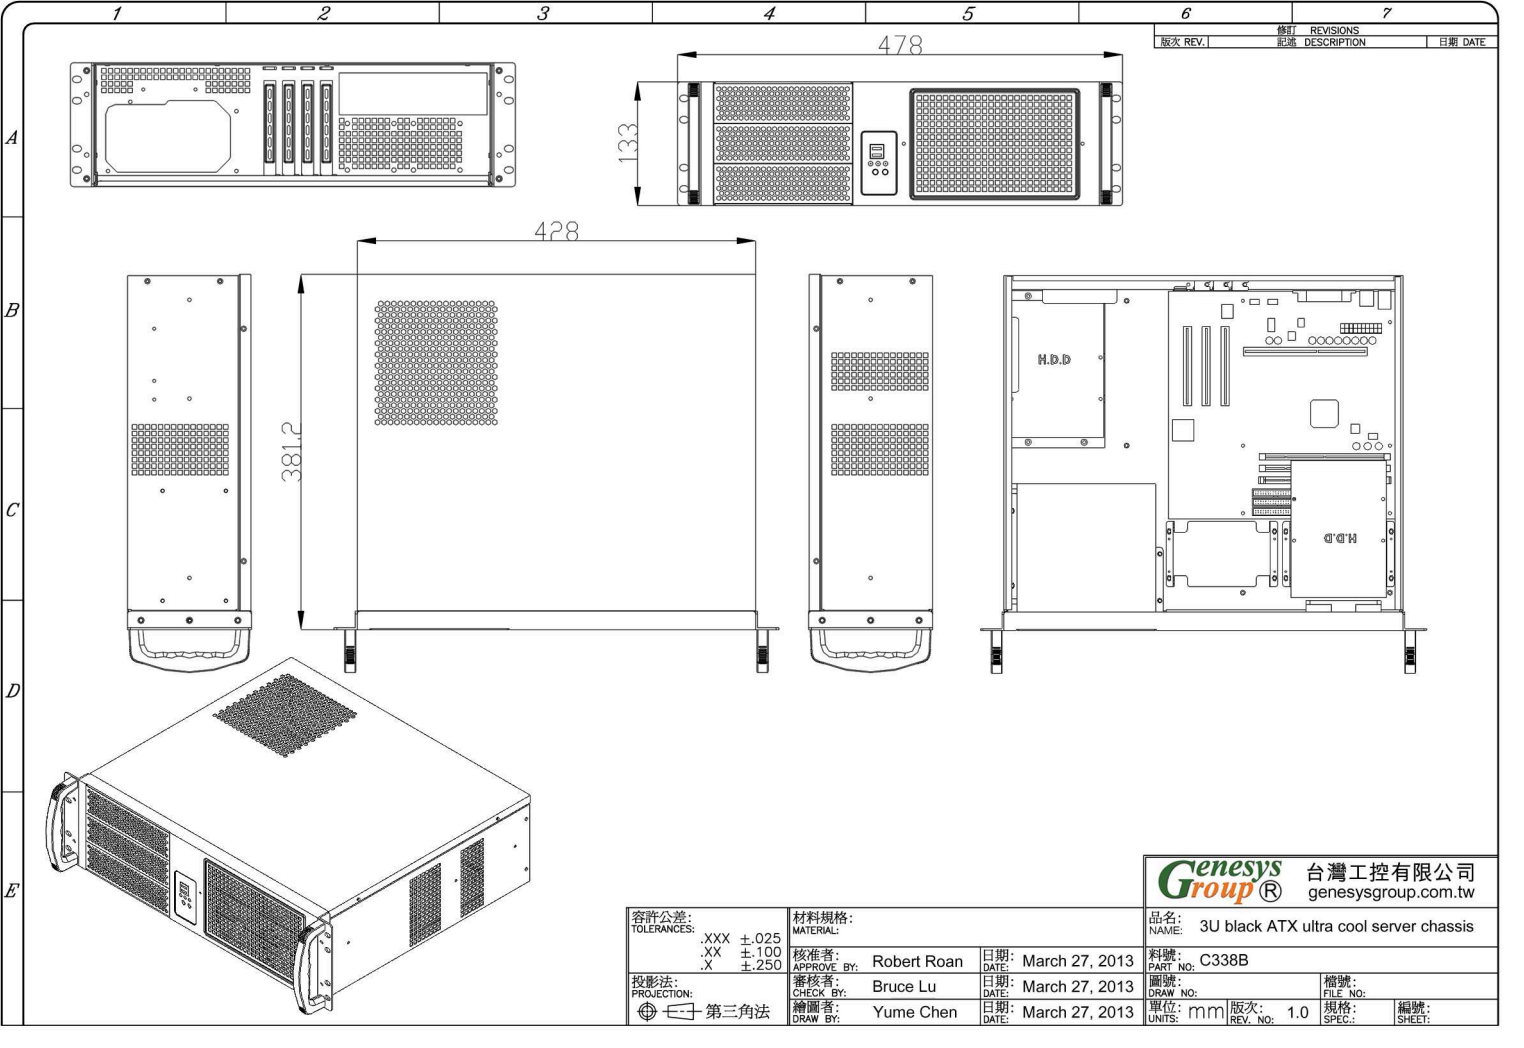 1 2 3 4 5 6 7
修訂 REVISIONS
版次 REV. 記述 DESCRIPTION 日期 DATE
A
B
C
D
E
478
133
428
381.2
H.D.D
H.D.D
Genesys Group ®
台灣工控有限公司
genesysgroup.com.tw
容許公差:
TOLERANCES:
.XXX ±.025
.XX ±.100
.X ±.250
投影法:
PROJECTION:
第三角法
材料規格:
MATERIAL:
核准者:
APPROVE BY: Robert Roan
日期:
DATE: March 27, 2013
審核者:
CHECK BY: Bruce Lu
日期:
DATE: March 27, 2013
繪圖者:
DRAW BY: Yume Chen
日期:
DATE: March 27, 2013
品名:
NAME: 3U black ATX ultra cool server chassis
料號:
PART NO: C338B
圖號:
DRAW NO:
檔號:
FILE NO:
單位:
UNITS: mm
版次:
REV. NO: 1.0
規格:
SPEC.:
編號:
SHEET: